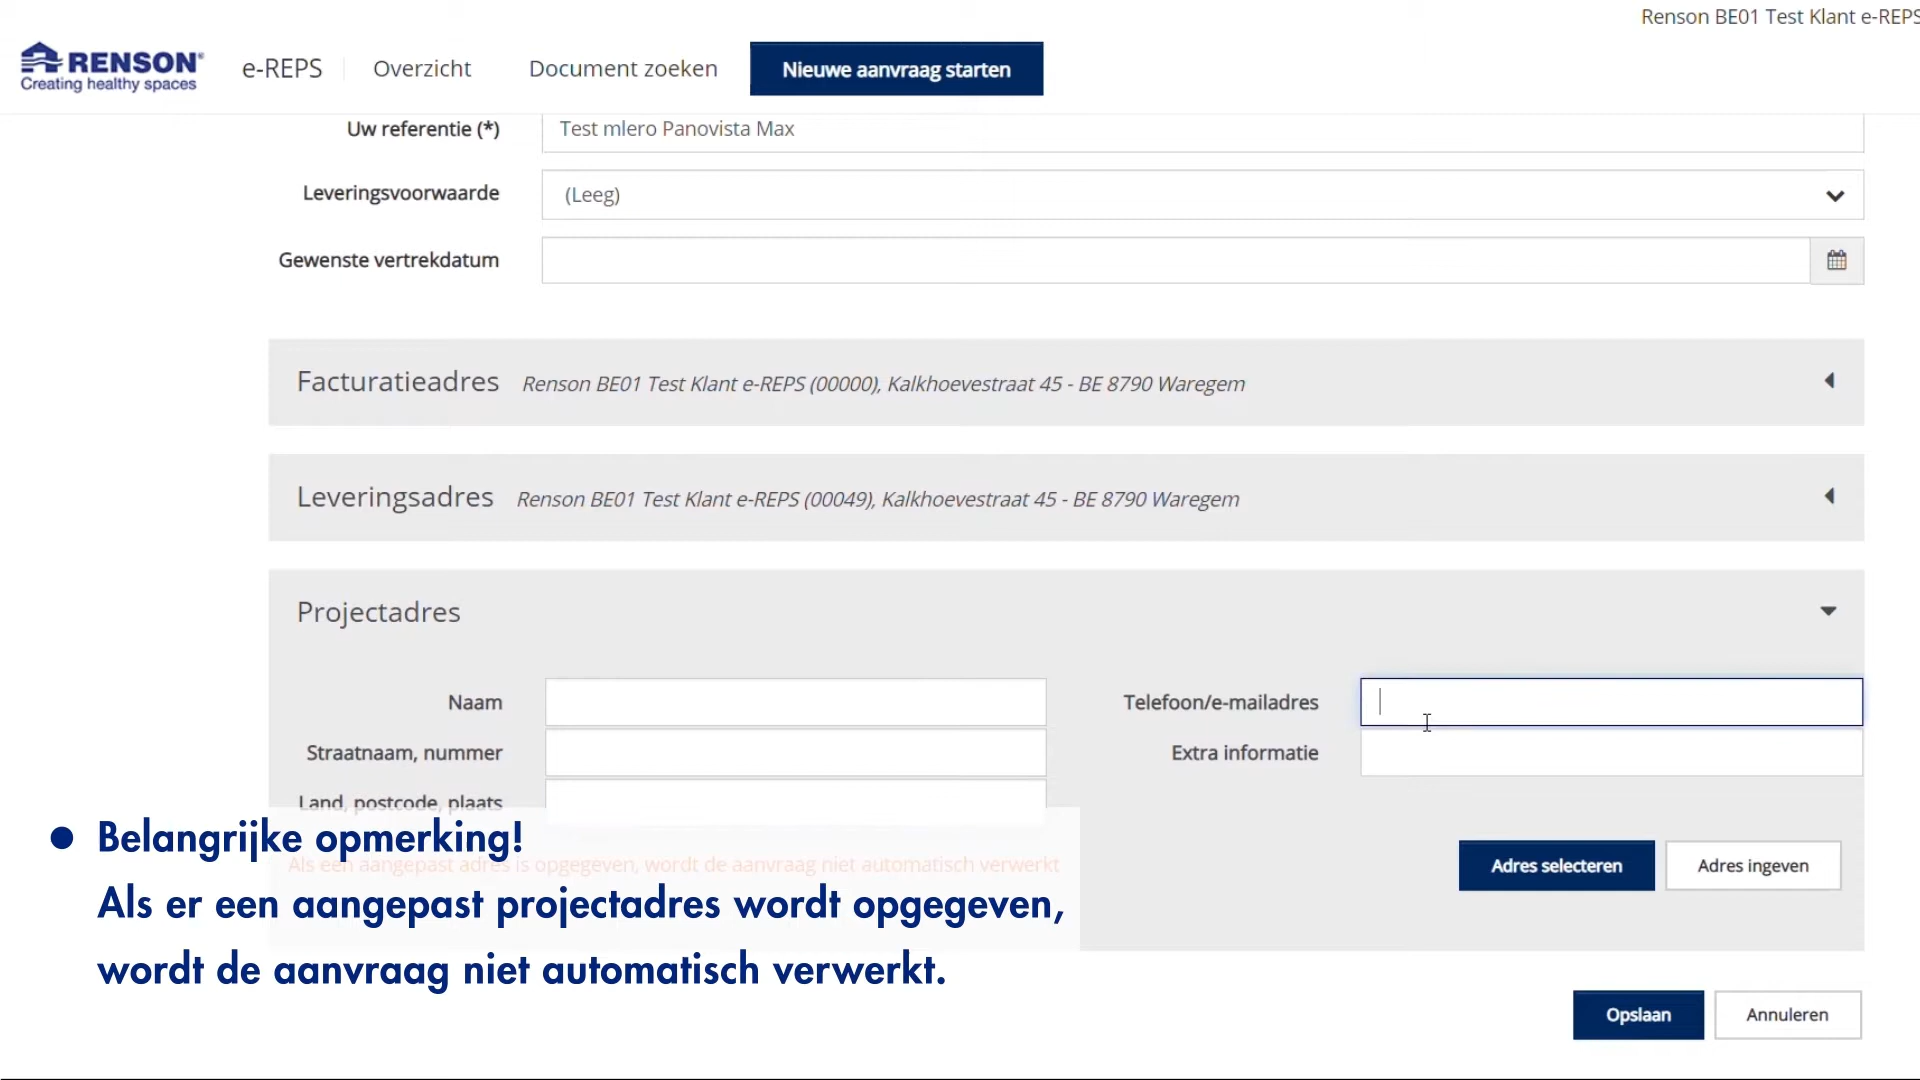 Renson BE01 Test Klant e-REPS
RENSON®
Creating healthy spaces
e-REPS Overzicht Document zoeken Nieuwe aanvraag starten
Uw referentie (*) Test mlero Panovista Max
Leveringsvoorwaarde (Leeg)
Gewenste vertrekdatum
Facturatieadres Renson BE01 Test Klant e-REPS (00000), Kalkhoevestraat 45 - BE 8790 Waregem
Leveringsadres Renson BE01 Test Klant e-REPS (00049), Kalkhoevestraat 45 - BE 8790 Waregem
Projectadres
Naam Telefoon/e-mailadres
Straatnaam, nummer Extra informatie
Land, postcode, plaats
Als een aangepast adres is opgegeven, wordt de aanvraag niet automatisch verwerkt
Adres selecteren Adres ingeven
• Belangrijke opmerking!
Als er een aangepast projectadres wordt opgegeven,
wordt de aanvraag niet automatisch verwerkt.
Opslaan Annuleren